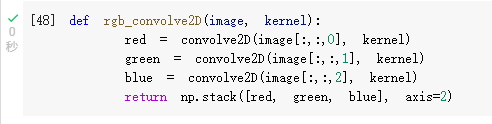 [48] def rgb_convolve2D(image, kernel):
0
秒
red = convolve2D(image[:,:,0], kernel)
green = convolve2D(image[:,:,1], kernel)
blue = convolve2D(image[:,:,2], kernel)
return np.stack([red, green, blue], axis=2)